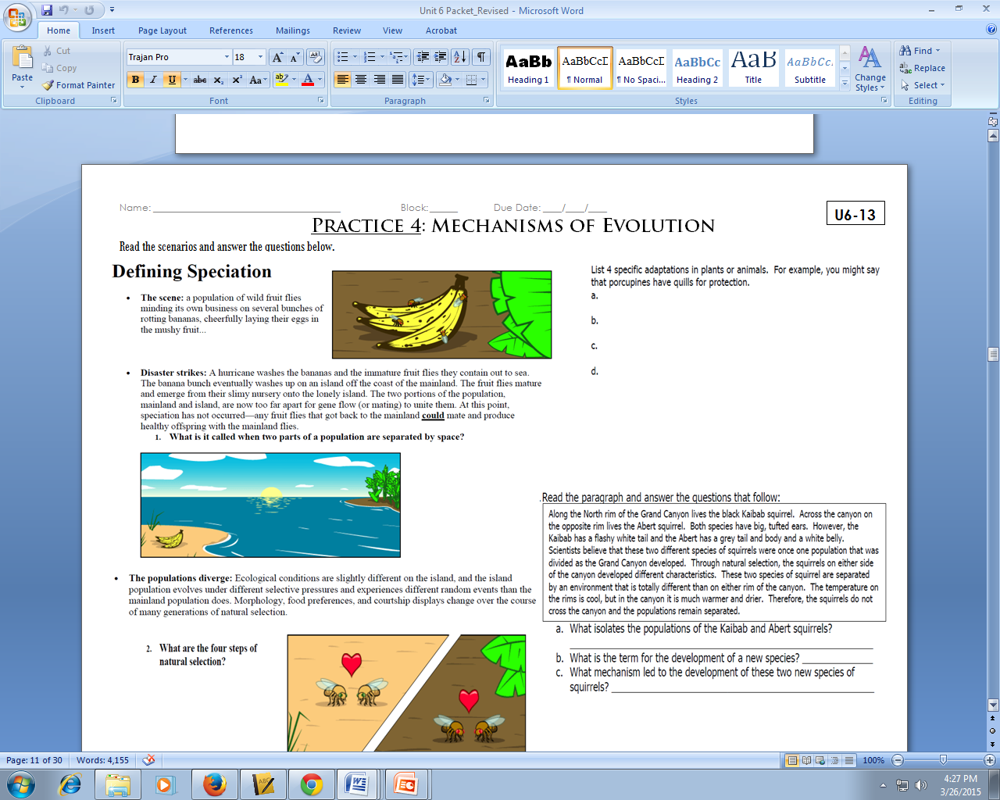 Unit 6 Packet_Revised - Microsoft Word
Home Insert Page Layout References Mailings Review View Acrobat
Paste
Cut
Copy
Format Painter
Clipboard
Trajan Pro 18
B I U abc X₂ X² Aa A
Font
Paragraph
AaBb AaBbCcD AaBbCcD AaBbCc AaB AaBbCc.
Heading 1 ¶ Normal ¶ No Spaci... Heading 2 Title Subtitle
Change Styles
Styles
Find
Replace
Select
Editing
Name: Block: Due Date: ___/___/___
U6-13
Practice 4: Mechanisms of Evolution
Read the scenarios and answer the questions below.
Defining Speciation
• The scene: a population of wild fruit flies
minding its own business on several bunches of
rotting bananas, cheerfully laying their eggs in
the mushy fruit...
• Disaster strikes: A hurricane washes the bananas and the immature fruit flies they contain out to sea.
The banana bunch eventually washes up on an island off the coast of the mainland. The fruit flies mature
and emerge from their slimy nursery onto the lonely island. The two portions of the population,
mainland and island, are now too far apart for gene flow (or mating) to unite them. At this point,
speciation has not occurred—any fruit flies that got back to the mainland could mate and produce
healthy offspring with the mainland flies.
1. What is it called when two parts of a population are separated by space?
• The populations diverge: Ecological conditions are slightly different on the island, and the island
population evolves under different selective pressures and experiences different random events than the
mainland population does. Morphology, food preferences, and courtship displays change over the course
of many generations of natural selection.
2. What are the four steps of
natural selection?
List 4 specific adaptations in plants or animals. For example, you might say
that porcupines have quills for protection.
a.
b.
c.
d.
.Read the paragraph and answer the questions that follow:
Along the North rim of the Grand Canyon lives the black Kaibab squirrel. Across the canyon on
the opposite rim lives the Abert squirrel. Both species have big, tufted ears. However, the
Kaibab has a flashy white tail and the Abert has a grey tail and body and a white belly.
Scientists believe that these two different species of squirrels were once one population that was
divided as the Grand Canyon developed. Through natural selection, the squirrels on either side
of the canyon developed different characteristics. These two species of squirrel are separated
by an environment that is totally different than on either rim of the canyon. The temperature on
the rims is cool, but in the canyon it is much warmer and drier. Therefore, the squirrels do not
cross the canyon and the populations remain separated.
a. What isolates the populations of the Kaibab and Abert squirrels?
b. What is the term for the development of a new species?
c. What mechanism led to the development of these two new species of
squirrels?
Page: 11 of 30 Words: 4,155 100%
4:27 PM
3/26/2015